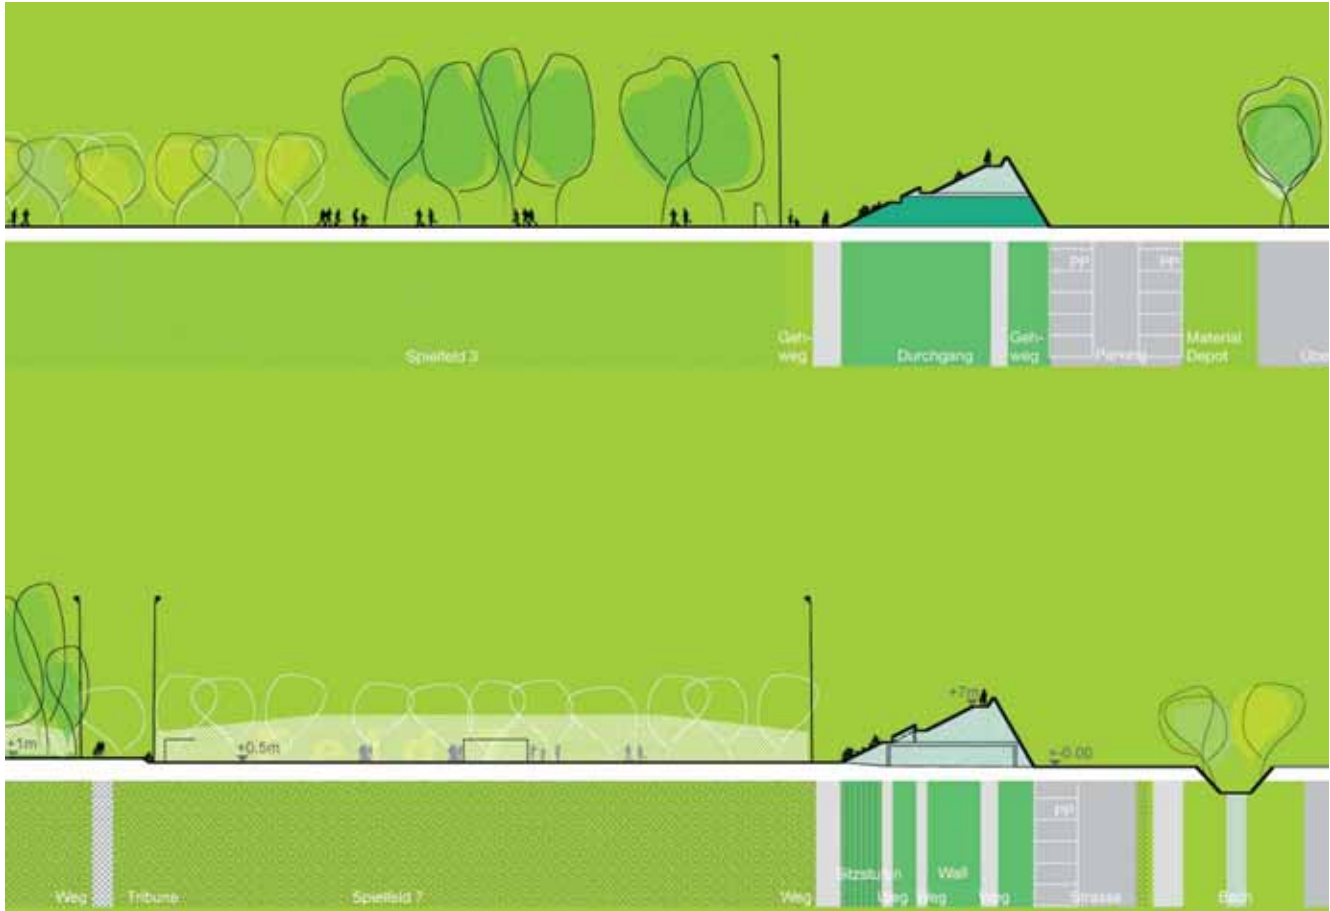 PP
PP
Spielfeld 3
Geh-
weg
Durchgang
Geh-
weg
Parking
Material
Depot
Übe
+7m
+1m
+0.5m
+-0.00
PP
Weg
Tribune
Spielfeld 7
Weg
Sitzstufen
Weg
Weg
Wall
Weg
Strasse
Bach